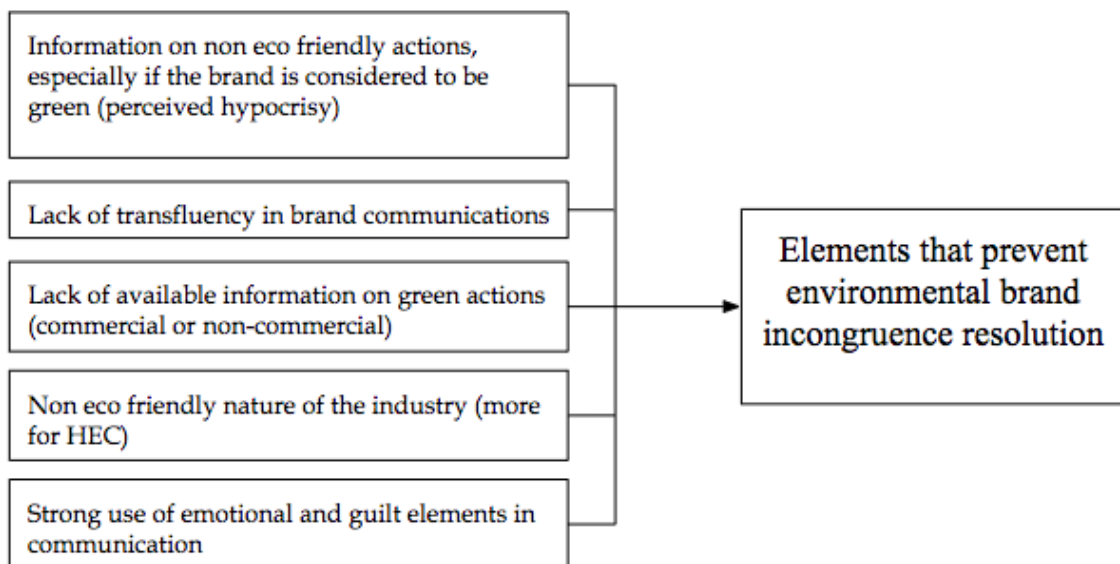 Information on non eco friendly actions,
especially if the brand is considered to be
green (perceived hypocrisy)
Lack of transfluency in brand communications
Lack of available information on green actions
(commercial or non-commercial)
Non eco friendly nature of the industry (more
for HEC)
Strong use of emotional and guilt elements in
communication
Elements that prevent
environmental brand
incongruence resolution